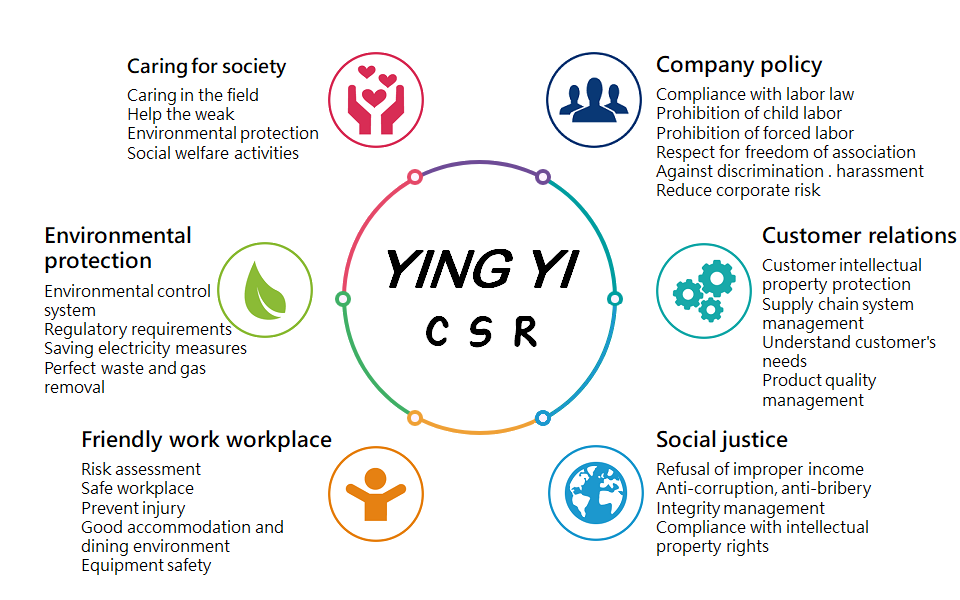 Caring for society
Caring in the field
Help the weak
Environmental protection
Social welfare activities
Company policy
Compliance with labor law
Prohibition of child labor
Prohibition of forced labor
Respect for freedom of association
Against discrimination . harassment
Reduce corporate risk
Environmental
protection
Environmental control
system
Regulatory requirements
Saving electricity measures
Perfect waste and gas
removal
YING YI
C S R
Customer relations
Customer intellectual
property protection
Supply chain system
management
Understand customer's
needs
Product quality
management
Friendly work workplace
Risk assessment
Safe workplace
Prevent injury
Good accommodation and
dining environment
Equipment safety
Social justice
Refusal of improper income
Anti-corruption, anti-bribery
Integrity management
Compliance with intellectual
property rights